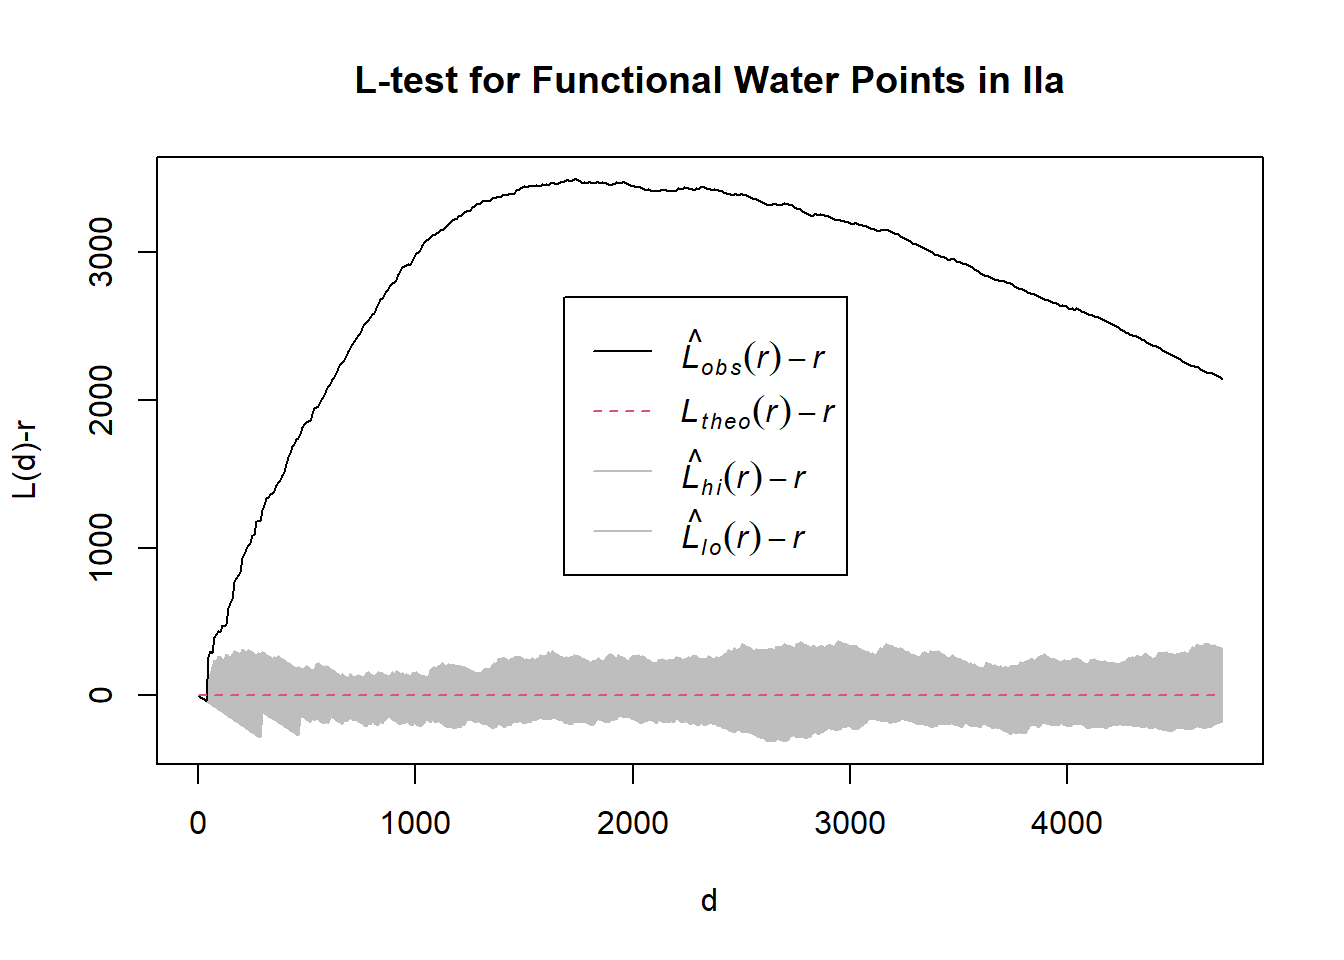 L-test for Functional Water Points in Ila
L(d)-r
3000
2000
1000
0
L̂obs(r) – r
Ltheo(r) – r
L̂hi(r) – r
L̂lo(r) – r
0 1000 2000 3000 4000
d